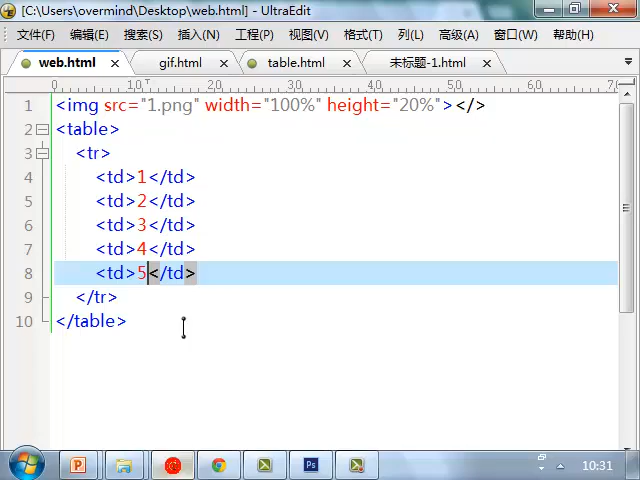 [C:\Users\overmind\Desktop\web.html] - UltraEdit
文件(F) 编辑(E) 搜索(S) 插入(N) 工程(P) 视图(V) 格式(T) 列(L) 高级(A) 窗口(W) 帮助(H)
web.html gif.html table.html 未标题-1.html
0 10 20 30 40 50 60 70
1 <img src="1.png" width="100%" height="20%"></>
2 <table>
3 <tr>
4 <td>1</td>
5 <td>2</td>
6 <td>3</td>
7 <td>4</td>
8 <td>5</td>
9 </tr>
10 </table>
10:31